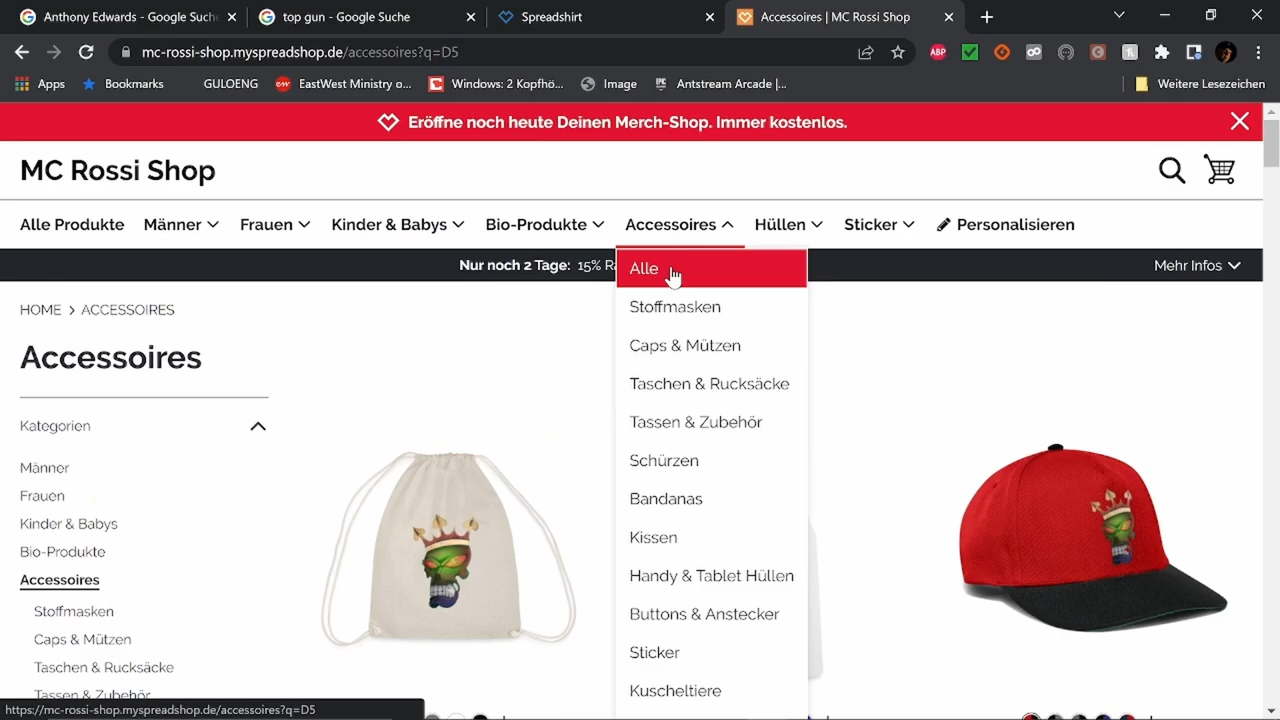 Anthony Edwards - Google Suche
top gun - Google Suche
Spreadshirt
Accessoires | MC Rossi Shop
mc-rossi-shop.myspreadshop.de/accessoires?q=D5
ABP
Apps
Bookmarks
GULOENG
EastWest Ministry o...
Windows: 2 Kopfhö...
Image
Antstream Arcade |...
Weitere Lesezeichen
Eröffne noch heute Deinen Merch-Shop. Immer kostenlos.
MC Rossi Shop
Alle Produkte
Männer
Frauen
Kinder & Babys
Bio-Produkte
Accessoires
Hüllen
Sticker
Personalisieren
Nur noch 2 Tage: 15% Ra
Mehr Infos
Alle
Stoffmasken
Caps & Mützen
Taschen & Rucksäcke
Tassen & Zubehör
Schürzen
Bandanas
Kissen
Handy & Tablet Hüllen
Buttons & Anstecker
Sticker
Kuscheltiere
HOME > ACCESSOIRES
Accessoires
Kategorien
Männer
Frauen
Kinder & Babys
Bio-Produkte
Accessoires
Stoffmasken
Caps & Mützen
Taschen & Rucksäcke
Tassen & Zubehör
https://mc-rossi-shop.myspreadshop.de/accessoires?q=D5